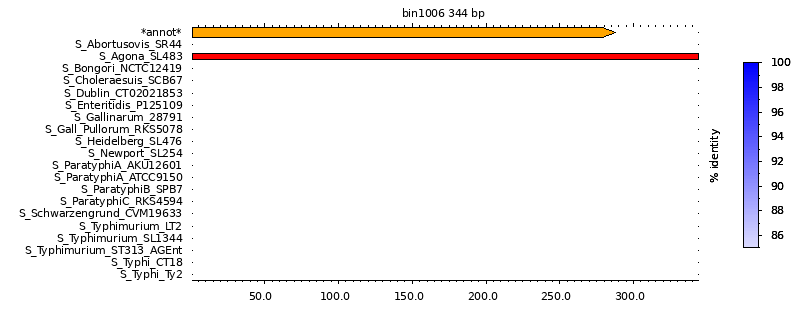 bin1006 344 bp
*annot*
S_Abortusovis_SR44
S_Agona_SL483
S_Bongori_NCTC12419
S_Choleraesuis_SCB67
S_Dublin_CT02021853
S_Enteritidis_P125109
S_Gallinarum_28791
S_Gall_Pullorum_RKS5078
S_Heidelberg_SL476
S_Newport_SL254
S_ParatyphiA_AKU12601
S_ParatyphiA_ATCC9150
S_ParatyphiB_SPB7
S_ParatyphiC_RKS4594
S_Schwarzengrund_CVM19633
S_Typhimurium_LT2
S_Typhimurium_SL1344
S_Typhimurium_ST313_AGEnt
S_Typhi_CT18
S_Typhi_Ty2
50.0 100.0 150.0 200.0 250.0 300.0
% identity
100
98
96
94
92
90
88
86